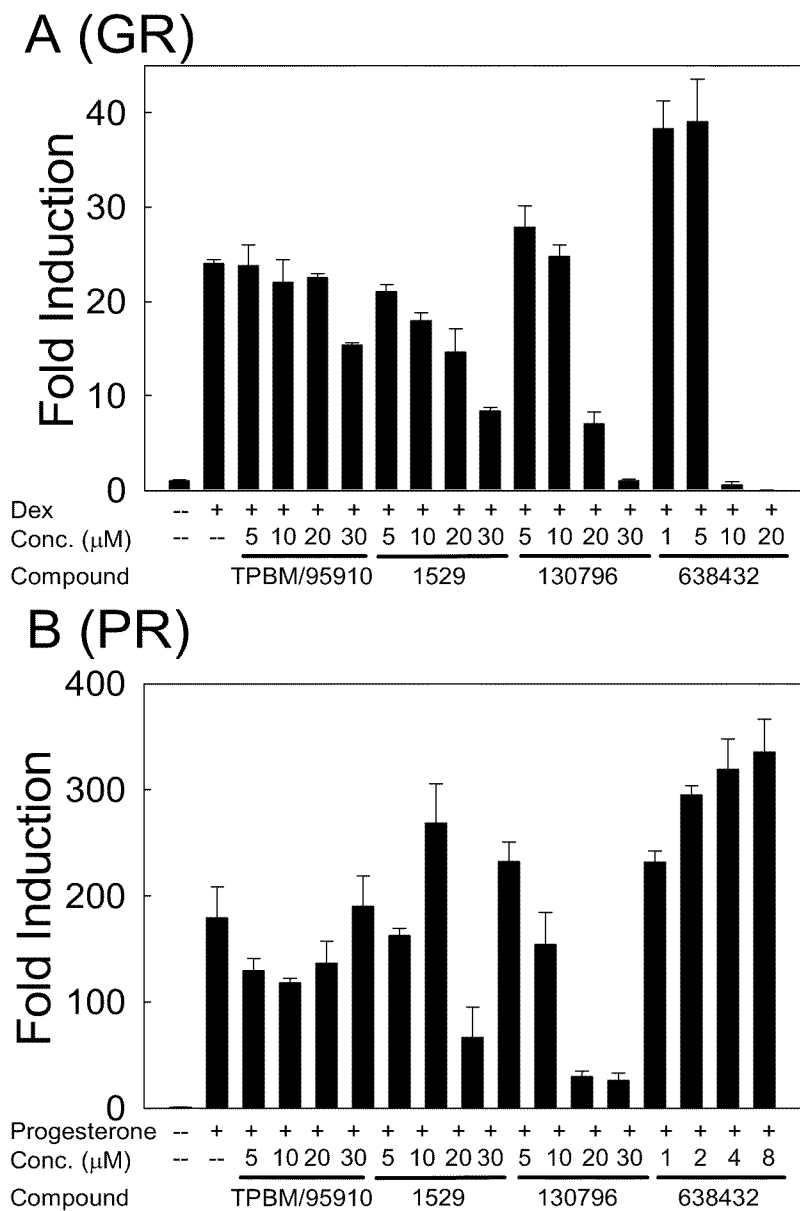 A (GR)
Fold Induction
40
30
20
10
0
Dex -- + + + + + + + + + + + + + + + + +
Conc. (μM) -- -- 5 10 20 30 5 10 20 30 5 10 20 30 1 5 10 20
Compound TPBM/95910 1529 130796 638432
B (PR)
Fold Induction
400
300
200
100
0
Progesterone -- + + + + + + + + + + + + + + + + +
Conc. (μM) -- -- 5 10 20 30 5 10 20 30 5 10 20 30 1 2 4 8
Compound TPBM/95910 1529 130796 638432